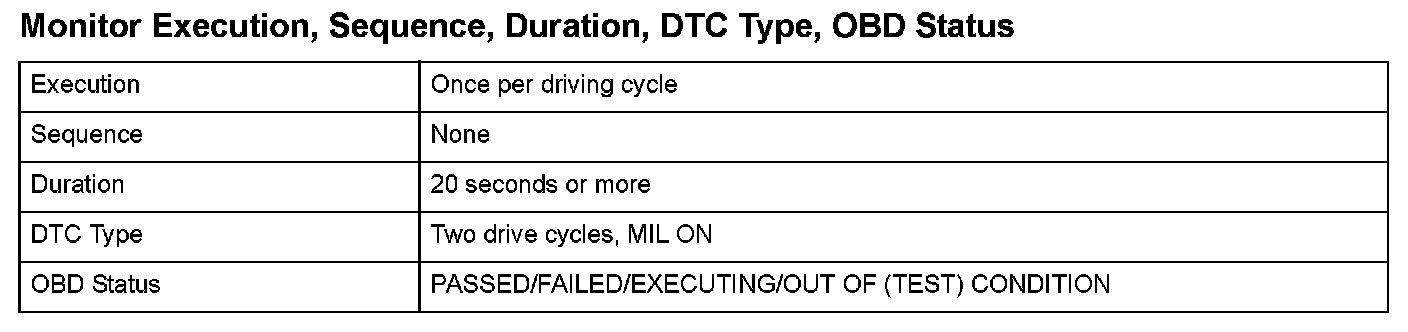 Monitor Execution, Sequence, Duration, DTC Type, OBD Status
Execution Once per driving cycle
Sequence None
Duration 20 seconds or more
DTC Type Two drive cycles, MIL ON
OBD Status PASSED/FAILED/EXECUTING/OUT OF (TEST) CONDITION